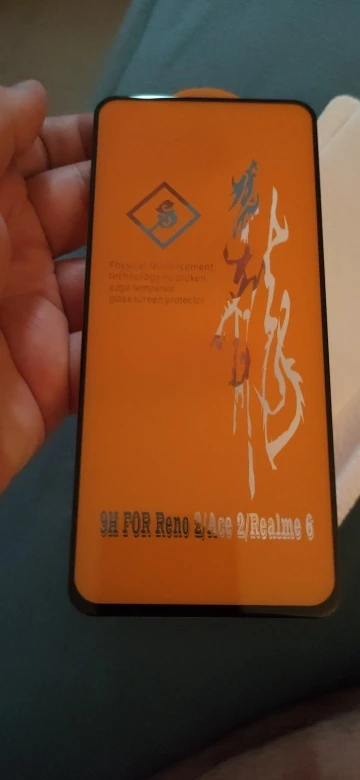 Physical reinforcement
technology no broken
edge tempered
glass screen protector
9H FOR Reno 2/Ace 2/Realme 6